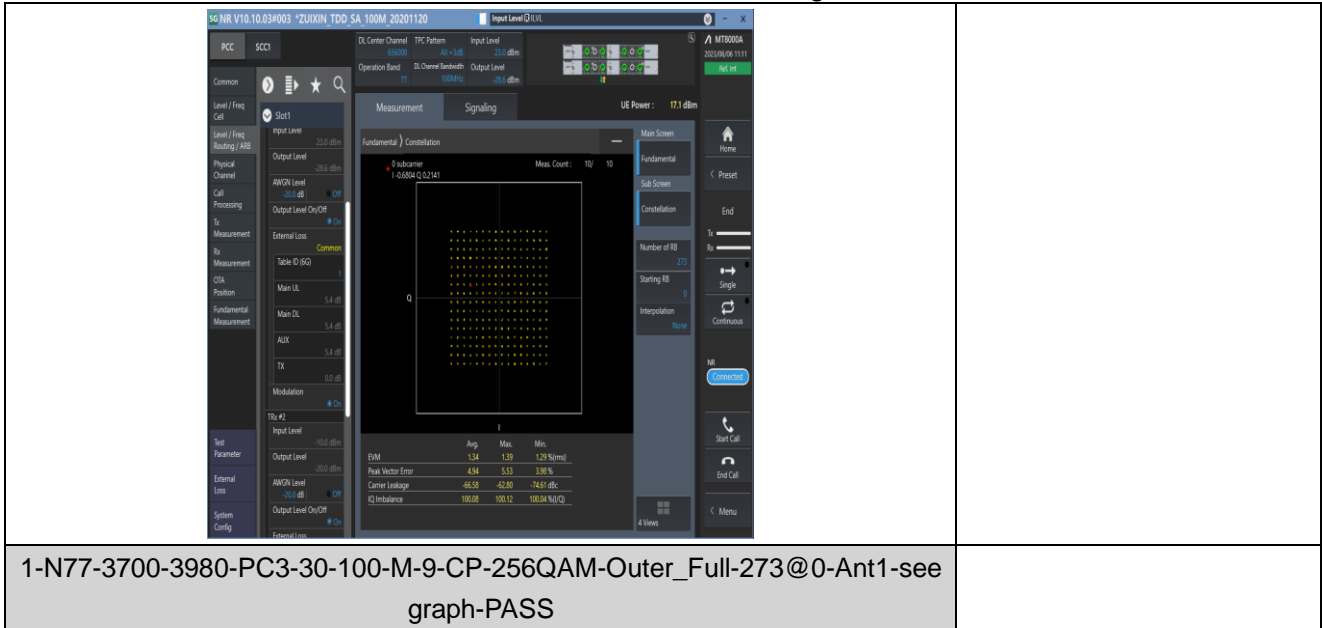 SG NR V10.10.03#003 *ZUIXIN_TDD_SA_100M_20201120
Input Level ILVL
PCC SCC1
DL Center Channel TPC Pattern Input Level
656000 All +3dB 23.0 dBm
Operation Band DL Channel Bandwidth Output Level
77 100MHz -28.6 dBm
MT8000A
2023/06/06 11:11
Ref. Int
Common
Level / Freq
Cell
Level / Freq
Routing / ARB
Physical
Channel
Call
Processing
Tx
Measurement
Rx
Measurement
OTA
Position
Fundamental
Measurement
Test
Parameter
External
Loss
System
Config
Slot1
Input Level
23.0 dBm
Output Level
-28.6 dBm
AWGN Level
-20.0 dB Off
Output Level On/Off
On
External Loss
Common
Table ID (6G)
1
Main UL
5.4 dB
Main DL
5.4 dB
AUX
5.4 dB
TX
0.0 dB
Modulation
On
TRx #2
Input Level
-10.0 dBm
Output Level
-20.0 dBm
AWGN Level
-20.0 dB Off
Output Level On/Off
On
External Loss
Measurement Signaling
UE Power : 17.1 dBm
Fundamental ⟩ Constellation
0 subcarrier Meas. Count : 10/ 10
I -0.6804 Q 0.2141
Q
I
Avg. Max. Min.
EVM 1.34 1.39 1.29 %(rms)
Peak Vector Error 4.94 5.53 3.98 %
Carrier Leakage -66.58 -62.80 -74.61 dBc
IQ Imbalance 100.08 100.12 100.04 %(I/Q)
Main Screen
Fundamental
Sub Screen
Constellation
Number of RB
273
Starting RB
0
Interpolation
None
4 Views
Home
< Preset
End
Tx
Rx
Single
Continuous
NR
Connected
Start Call
End Call
< Menu
1-N77-3700-3980-PC3-30-100-M-9-CP-256QAM-Outer_Full-273@0-Ant1-see
graph-PASS